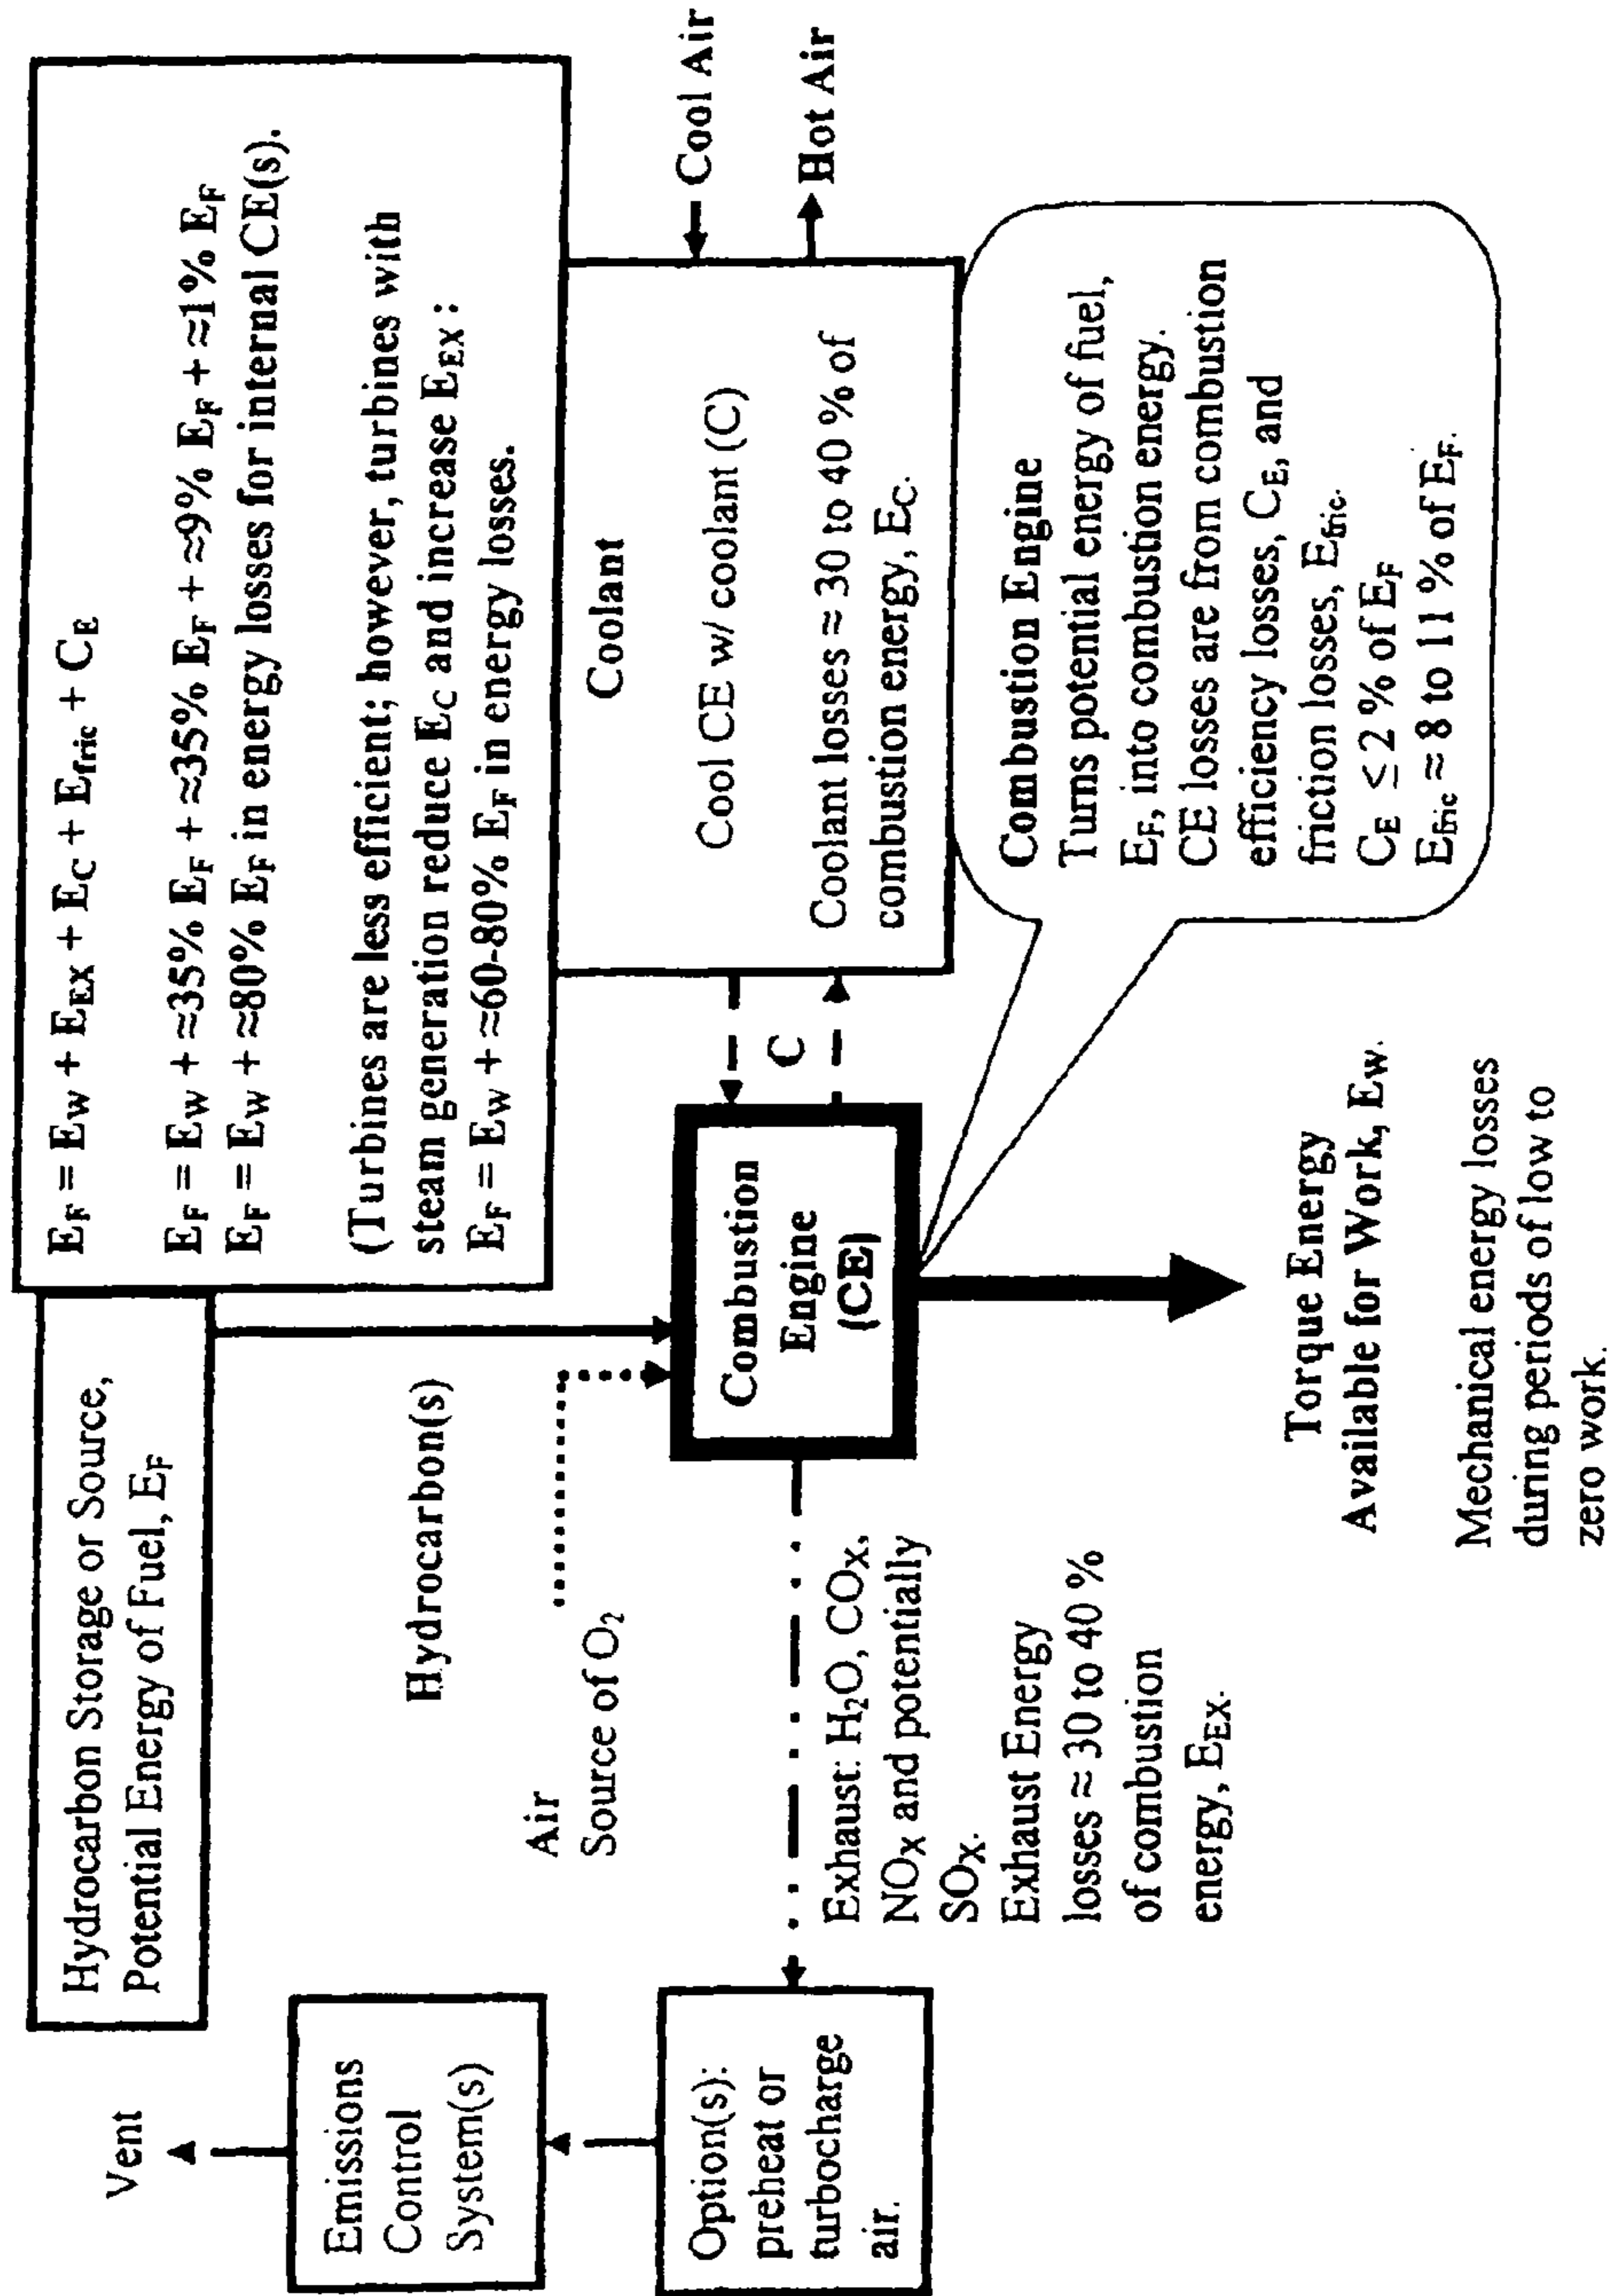 Hydrocarbon Storage or Source,
Potential Energy of Fuel, E_F
E_F = E_W + E_EX + E_C + E_fric + C_E
E_F = E_W + ≈35% E_F + ≈35% E_F + ≈9% E_F + ≈1% E_F
E_F = E_W + ≈80% E_F in energy losses for internal CE(s).
(Turbines are less efficient; however, turbines with
steam generation reduce E_C and increase E_EX :
E_F = E_W + ≈60-80% E_F in energy losses.
Vent
Emissions
Control
System(s)
Option(s):
preheat or
turbocharge
air.
Hydrocarbon(s)
Air
Source of O₂
Combustion
Engine
(CE)
C
Coolant
Cool CE w/ coolant (C)
Coolant losses ≈ 30 to 40 % of
combustion energy, E_C.
Cool Air
Hot Air
Exhaust: H₂O, CO_X,
NO_X and potentially
SO_X.
Exhaust Energy
losses ≈ 30 to 40 %
of combustion
energy, E_EX.
Combustion Engine
Turns potential energy of fuel,
E_F, into combustion energy.
CE losses are from combustion
efficiency losses, C_E, and
friction losses, E_fric.
C_E ≤ 2 % of E_F
E_fric ≈ 8 to 11 % of E_F.
Torque Energy
Available for Work, E_W.
Mechanical energy losses
during periods of low to
zero work.